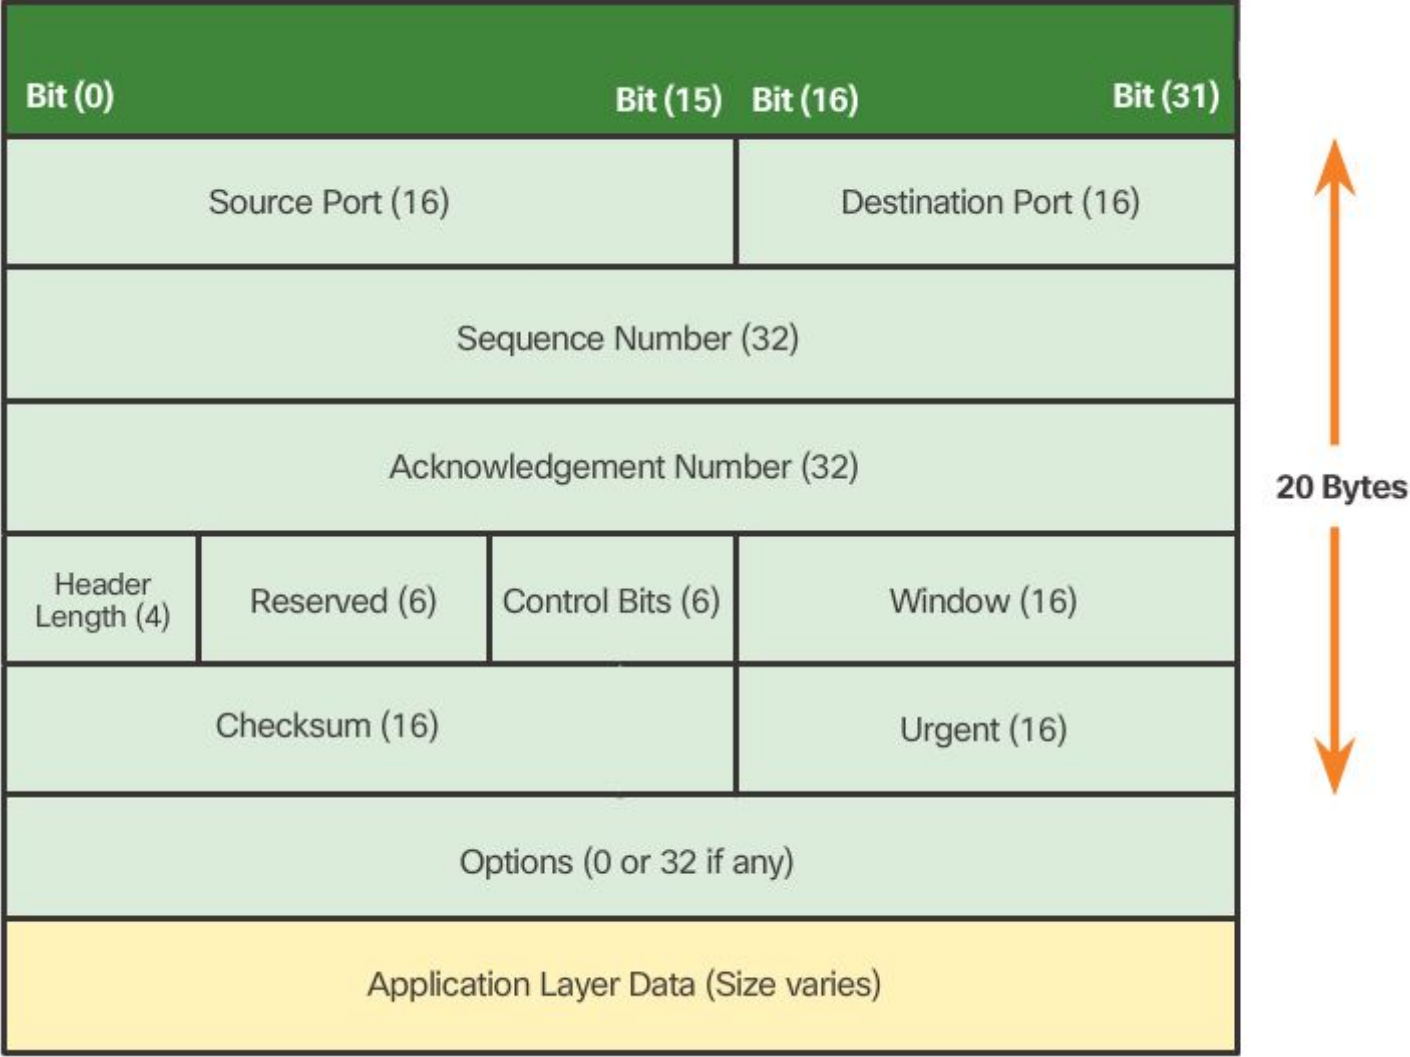 Bit (0)
Bit (15)
Bit (16)
Bit (31)
Source Port (16)
Destination Port (16)
Sequence Number (32)
Acknowledgement Number (32)
20 Bytes
Header
Length (4)
Reserved (6)
Control Bits (6)
Window (16)
Checksum (16)
Urgent (16)
Options (0 or 32 if any)
Application Layer Data (Size varies)